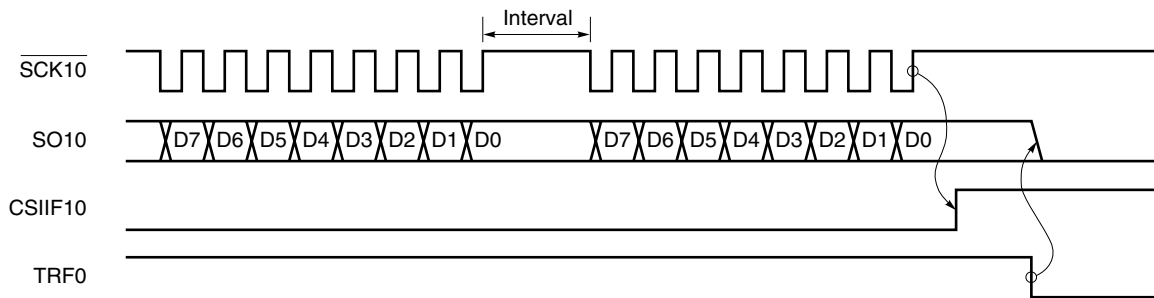 Interval
SCK10
SO10 D7 D6 D5 D4 D3 D2 D1 D0 D7 D6 D5 D4 D3 D2 D1 D0
CSIIF10
TRF0